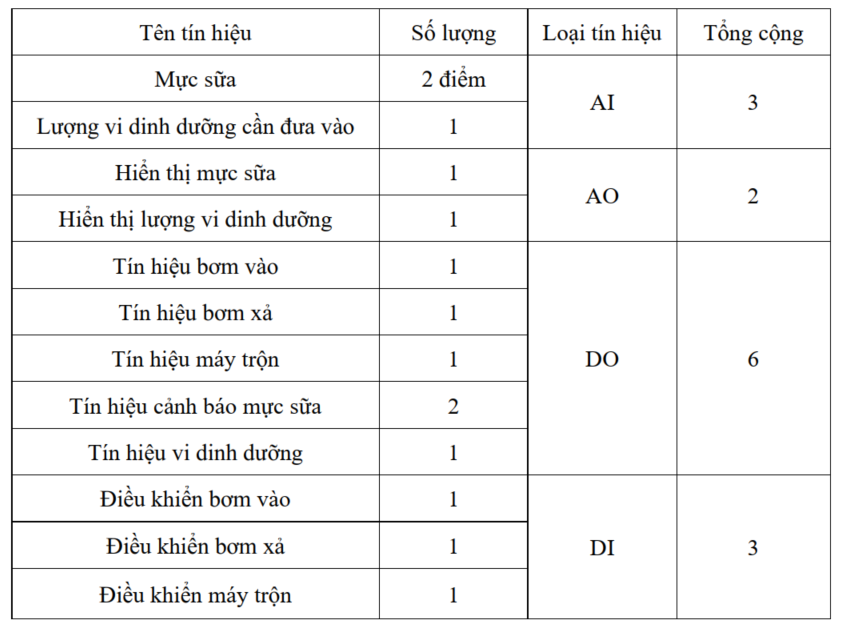 Tên tín hiệu Số lượng Loại tín hiệu Tổng cộng
Mực sữa 2 điểm
AI 3
Lượng vi dinh dưỡng cần đưa vào 1
Hiển thị mực sữa 1
AO 2
Hiển thị lượng vi dinh dưỡng 1
Tín hiệu bơm vào 1
Tín hiệu bơm xả 1
Tín hiệu máy trộn 1 DO 6
Tín hiệu cảnh báo mực sữa 2
Tín hiệu vi dinh dưỡng 1
Điều khiển bơm vào 1
Điều khiển bơm xả 1 DI 3
Điều khiển máy trộn 1